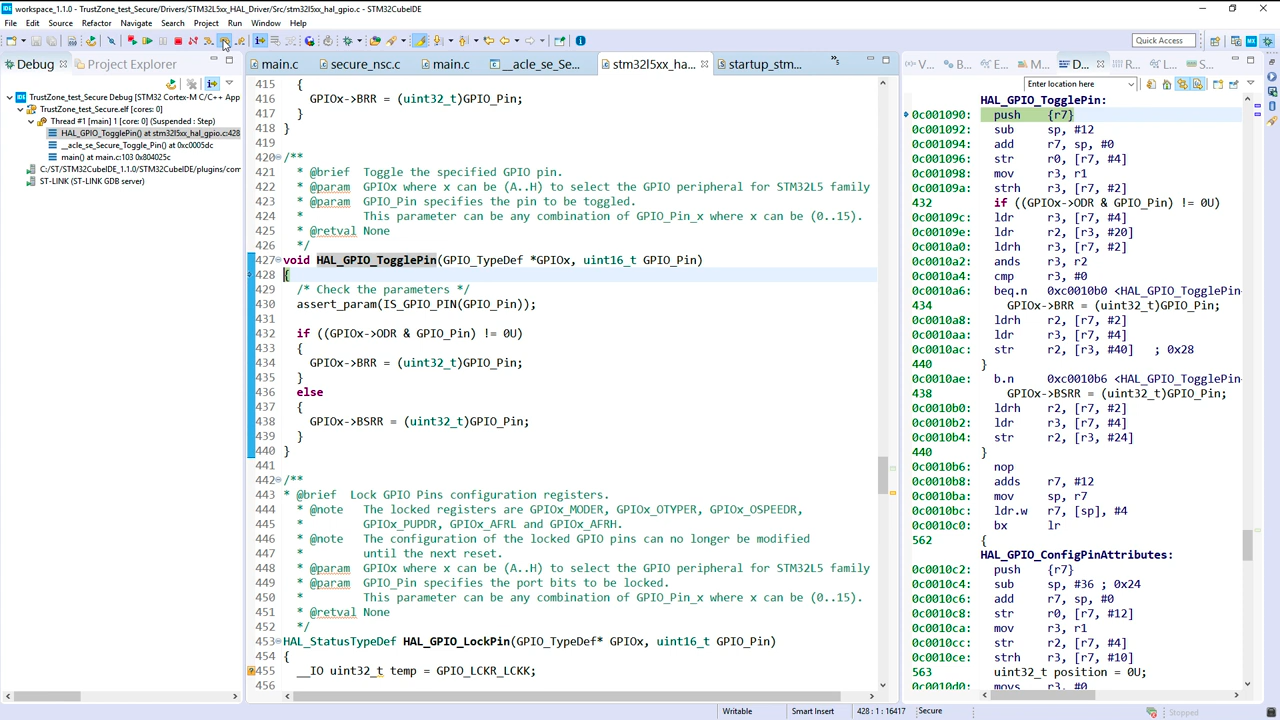 workspace_1.1.0 - TrustZone_test_Secure/Drivers/STM32L5xx_HAL_Driver/Src/stm32l5xx_hal_gpio.c - STM32CubeIDE
File Edit Source Refactor Navigate Search Project Run Window Help
Quick Access
Debug
Project Explorer
TrustZone_test_Secure Debug [STM32 Cortex-M C/C++ App
TrustZone_test_Secure.elf [cores: 0]
Thread #1 [main] 1 [core: 0] (Suspended : Step)
HAL_GPIO_TogglePin() at stm32l5xx_hal_gpio.c:428
__acle_se_Secure_Toggle_Pin() at 0xc0005dc
main() at main.c:103 0x804025c
C:/ST/STM32CubeIDE_1.1.0/STM32CubeIDE/plugins/com
ST-LINK (ST-LINK GDB server)
main.c
secure_nsc.c
main.c
__acle_se_Se...
stm32l5xx_ha...
startup_stm...
415 {
416 GPIOx->BRR = (uint32_t)GPIO_Pin;
417 }
418 }
419
420 /**
421 * @brief Toggle the specified GPIO pin.
422 * @param GPIOx where x can be (A..H) to select the GPIO peripheral for STM32L5 family
423 * @param GPIO_Pin specifies the pin to be toggled.
424 * This parameter can be any combination of GPIO_Pin_x where x can be (0..15).
425 * @retval None
426 */
427 void HAL_GPIO_TogglePin(GPIO_TypeDef *GPIOx, uint16_t GPIO_Pin)
428 {
429 /* Check the parameters */
430 assert_param(IS_GPIO_PIN(GPIO_Pin));
431
432 if ((GPIOx->ODR & GPIO_Pin) != 0U)
433 {
434 GPIOx->BRR = (uint32_t)GPIO_Pin;
435 }
436 else
437 {
438 GPIOx->BSRR = (uint32_t)GPIO_Pin;
439 }
440 }
441
442 /**
443 * @brief Lock GPIO Pins configuration registers.
444 * @note The locked registers are GPIOx_MODER, GPIOx_OTYPER, GPIOx_OSPEEDR,
445 * GPIOx_PUPDR, GPIOx_AFRL and GPIOx_AFRH.
446 * @note The configuration of the locked GPIO pins can no longer be modified
447 * until the next reset.
448 * @param GPIOx where x can be (A..H) to select the GPIO peripheral for STM32L5 family
449 * @param GPIO_Pin specifies the port bits to be locked.
450 * This parameter can be any combination of GPIO_Pin_x where x can be (0..15).
451 * @retval None
452 */
453 HAL_StatusTypeDef HAL_GPIO_LockPin(GPIO_TypeDef* GPIOx, uint16_t GPIO_Pin)
454 {
455 __IO uint32_t temp = GPIO_LCKR_LCKK;
456
V...
B...
E...
M...
D...
R...
L...
S...
Enter location here
HAL_GPIO_TogglePin:
0c001090: push {r7}
0c001092: sub sp, #12
0c001094: add r7, sp, #0
0c001096: str r0, [r7, #4]
0c001098: mov r3, r1
0c00109a: strh r3, [r7, #2]
432 if ((GPIOx->ODR & GPIO_Pin) != 0U)
0c00109c: ldr r3, [r7, #4]
0c00109e: ldr r2, [r3, #20]
0c0010a0: ldrh r3, [r7, #2]
0c0010a2: ands r3, r2
0c0010a4: cmp r3, #0
0c0010a6: beq.n 0xc0010b0 <HAL_GPIO_TogglePin
434 GPIOx->BRR = (uint32_t)GPIO_Pin;
0c0010a8: ldrh r2, [r7, #2]
0c0010aa: ldr r3, [r7, #4]
0c0010ac: str r2, [r3, #40] ; 0x28
440 }
0c0010ae: b.n 0xc0010b6 <HAL_GPIO_TogglePin
438 GPIOx->BSRR = (uint32_t)GPIO_Pin;
0c0010b0: ldrh r2, [r7, #2]
0c0010b2: ldr r3, [r7, #4]
0c0010b4: str r2, [r3, #24]
440 }
0c0010b6: nop
0c0010b8: adds r7, #12
0c0010ba: mov sp, r7
0c0010bc: ldr.w r7, [sp], #4
0c0010c0: bx lr
562 {
HAL_GPIO_ConfigPinAttributes:
0c0010c2: push {r7}
0c0010c4: sub sp, #36 ; 0x24
0c0010c6: add r7, sp, #0
0c0010c8: str r0, [r7, #12]
0c0010ca: mov r3, r1
0c0010cc: str r2, [r7, #4]
0c0010ce: strh r3, [r7, #10]
563 uint32_t position = 0U;
0c0010d0: movs r3, #0
Writable
Smart Insert
428 : 1 : 16417
Secure
Stopped